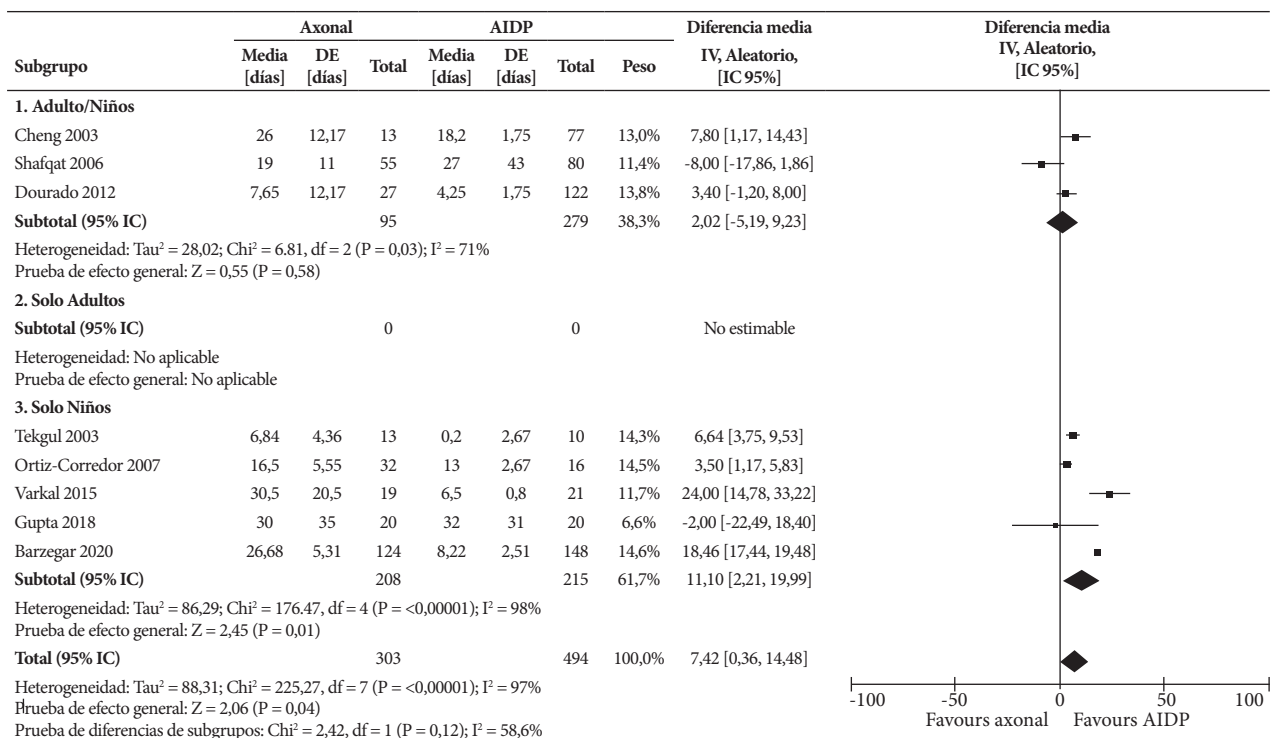 Axonal AIDP Diferencia media Diferencia media
Subgrupo Media [días] DE [días] Total Media [días] DE [días] Total Peso IV, Aleatorio, [IC 95%] IV, Aleatorio, [IC 95%]
1. Adulto/Niños
Cheng 2003 26 12,17 13 18,2 1,75 77 13,0% 7,80 [1,17, 14,43]
Shafqat 2006 19 11 55 27 43 80 11,4% -8,00 [-17,86, 1,86]
Dourado 2012 7,65 12,17 27 4,25 1,75 122 13,8% 3,40 [-1,20, 8,00]
Subtotal (95% IC) 95 279 38,3% 2,02 [-5,19, 9,23]
Heterogeneidad: Tau² = 28,02; Chi² = 6.81, df = 2 (P = 0,03); I² = 71%
Prueba de efecto general: Z = 0,55 (P = 0,58)
2. Solo Adultos
Subtotal (95% IC) 0 0 No estimable
Heterogeneidad: No aplicable
Prueba de efecto general: No aplicable
3. Solo Niños
Tekgul 2003 6,84 4,36 13 0,2 2,67 10 14,3% 6,64 [3,75, 9,53]
Ortiz-Corredor 2007 16,5 5,55 32 13 2,67 16 14,5% 3,50 [1,17, 5,83]
Varkal 2015 30,5 20,5 19 6,5 0,8 21 11,7% 24,00 [14,78, 33,22]
Gupta 2018 30 35 20 32 31 20 6,6% -2,00 [-22,49, 18,40]
Barzegar 2020 26,68 5,31 124 8,22 2,51 148 14,6% 18,46 [17,44, 19,48]
Subtotal (95% IC) 208 215 61,7% 11,10 [2,21, 19,99]
Heterogeneidad: Tau² = 86,29; Chi² = 176.47, df = 4 (P = <0,00001); I² = 98%
Prueba de efecto general: Z = 2,45 (P = 0,01)
Total (95% IC) 303 494 100,0% 7,42 [0,36, 14,48]
Heterogeneidad: Tau² = 88,31; Chi² = 225,27, df = 7 (P = <0,00001); I² = 97%
Prueba de efecto general: Z = 2,06 (P = 0,04)
Prueba de diferencias de subgrupos: Chi² = 2,42, df = 1 (P = 0,12); I² = 58,6%
-100 -50 0 50 100
Favours axonal Favours AIDP